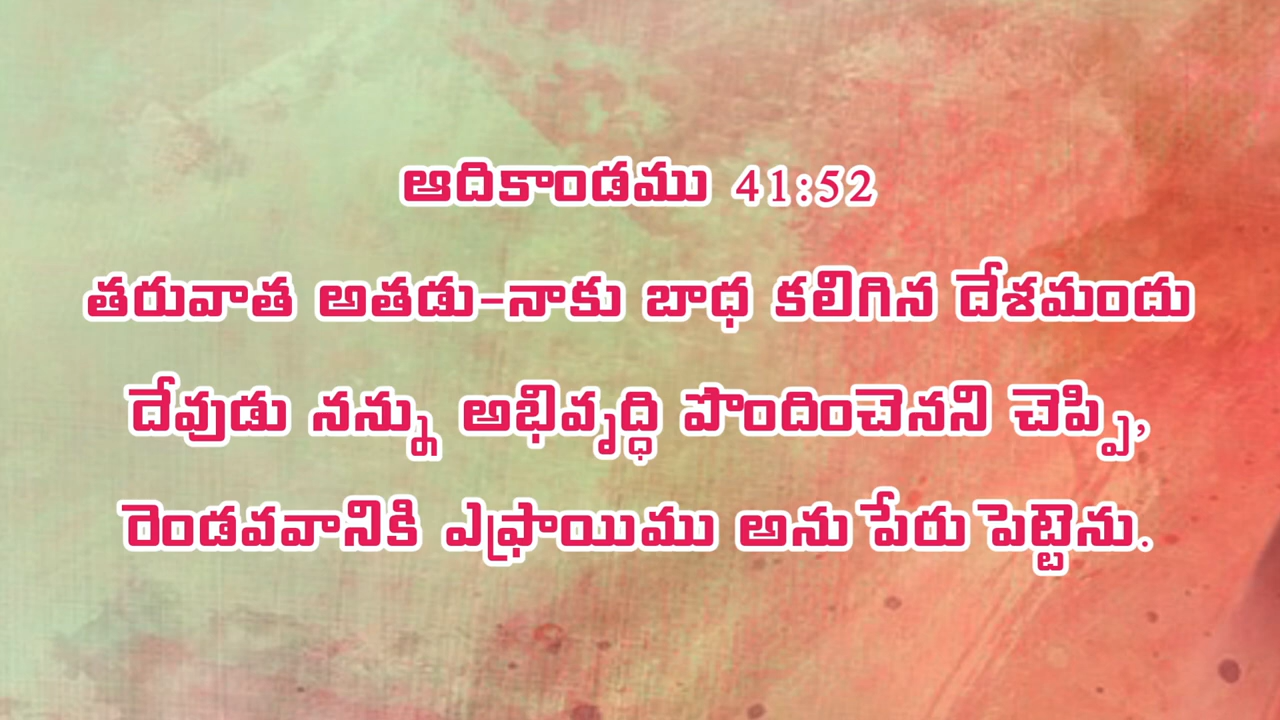 ఆదికాండము 41:52
తరువాత అతడు-నాకు బాధ కలిగిన దేశమందు
దేవుడు నన్ను అభివృద్ధి పొందించెనని చెప్పి,
రెండవవానికి ఎఫ్రాయిము అను పేరు పెట్టెను.